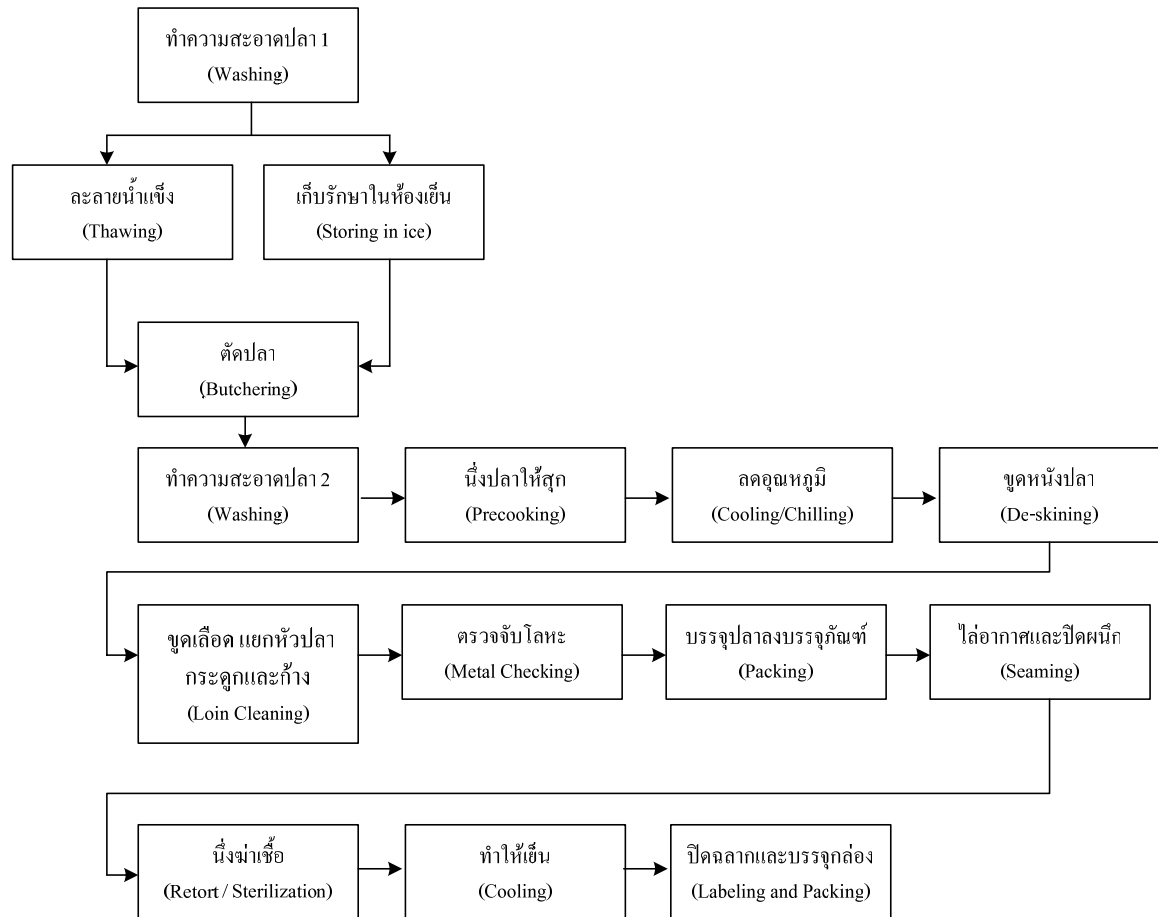 ทำความสะอาดปลา 1
(Washing)
ละลายน้ำแข็ง
(Thawing)
เก็บรักษาในห้องเย็น
(Storing in ice)
ตัดปลา
(Butchering)
ทำความสะอาดปลา 2
(Washing)
นึ่งปลาให้สุก
(Precooking)
ลดอุณหภูมิ
(Cooling/Chilling)
ขูดหนังปลา
(De-skining)
ขูดเลือด แยกหัวปลา
กระดูกและก้าง
(Loin Cleaning)
ตรวจจับโลหะ
(Metal Checking)
บรรจุปลาลงบรรจุภัณฑ์
(Packing)
ไล่อากาศและปิดผนึก
(Seaming)
นึ่งฆ่าเชื้อ
(Retort / Sterilization)
ทำให้เย็น
(Cooling)
ปิดฉลากและบรรจุกล่อง
(Labeling and Packing)